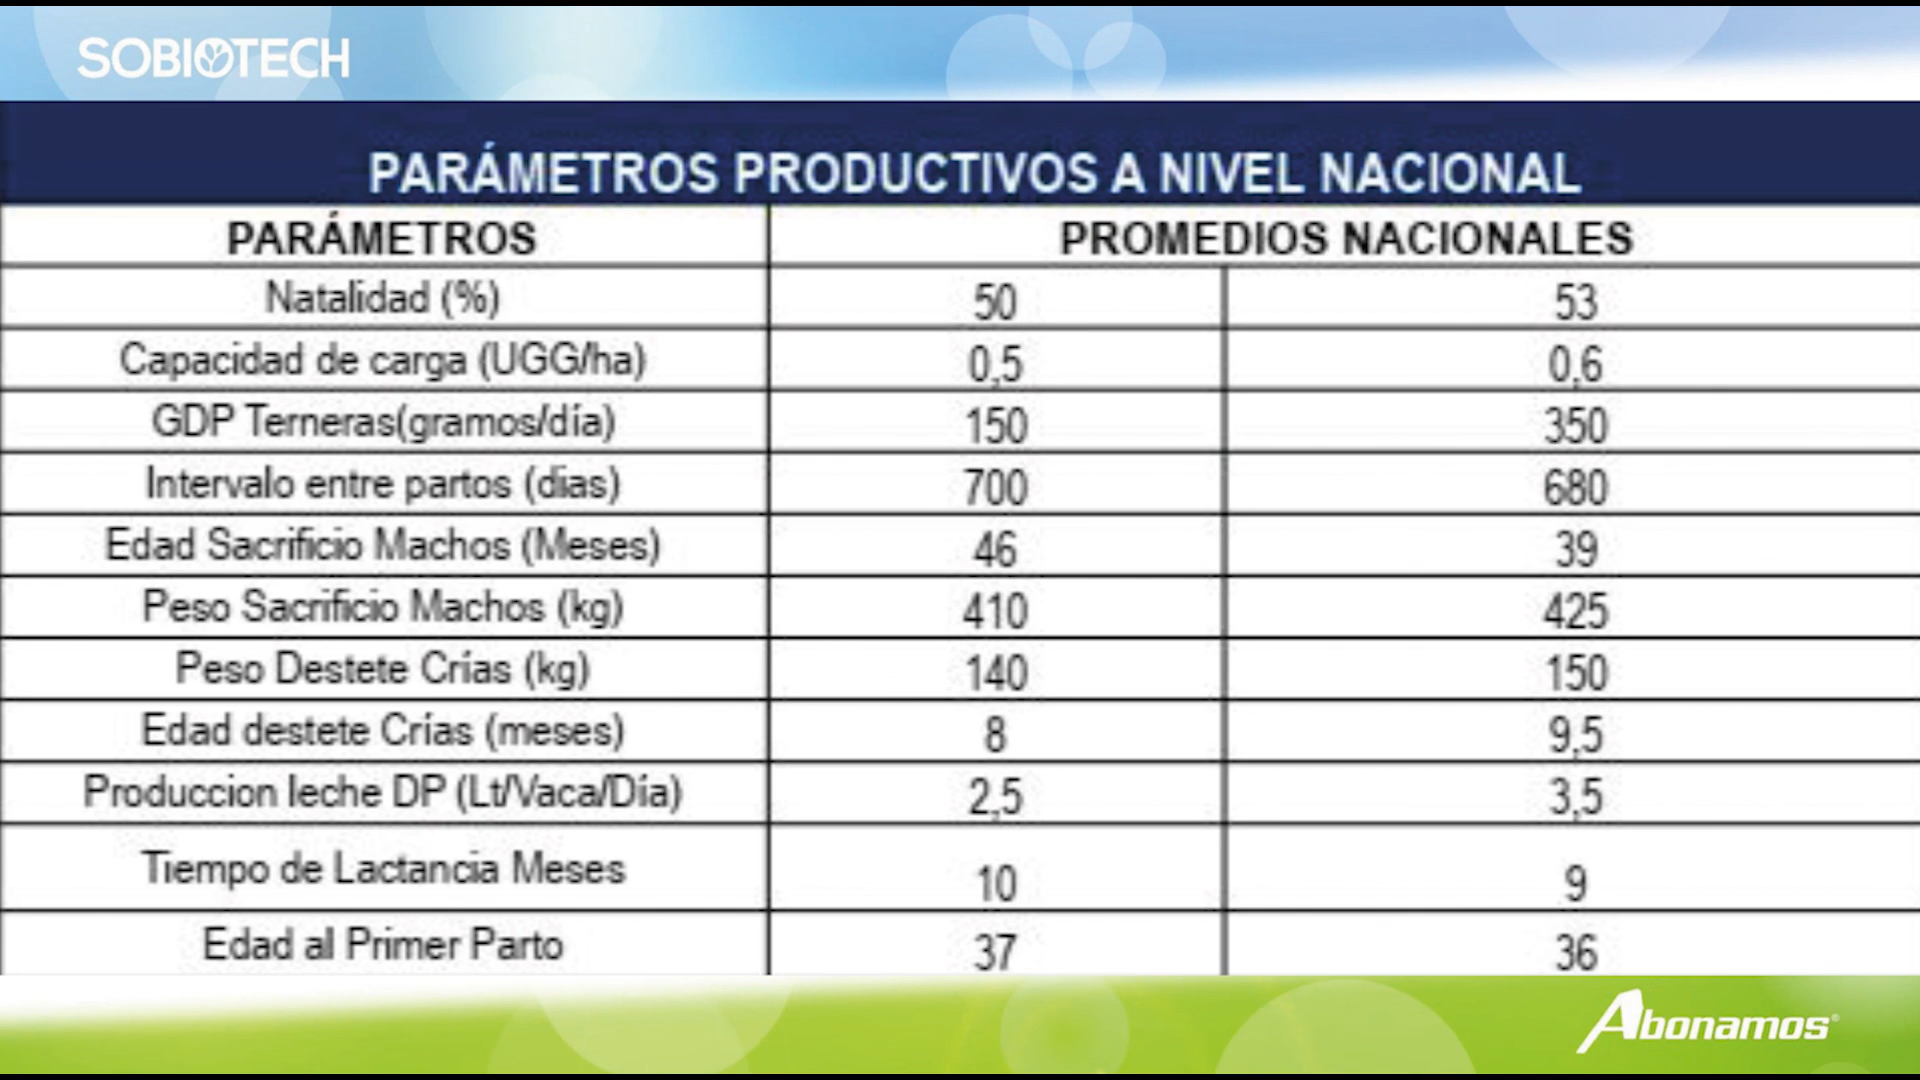 SOBIOTECH
PARÁMETROS PRODUCTIVOS A NIVEL NACIONAL
PARÁMETROS PROMEDIOS NACIONALES
Natalidad (%) 50 53
Capacidad de carga (UGG/ha) 0,5 0,6
GDP Terneras(gramos/día) 150 350
Intervalo entre partos (dias) 700 680
Edad Sacrificio Machos (Meses) 46 39
Peso Sacrificio Machos (kg) 410 425
Peso Destete Crías (kg) 140 150
Edad destete Crías (meses) 8 9,5
Produccion leche DP (Lt/Vaca/Día) 2,5 3,5
Tiempo de Lactancia Meses 10 9
Edad al Primer Parto 37 36
Abonamos®